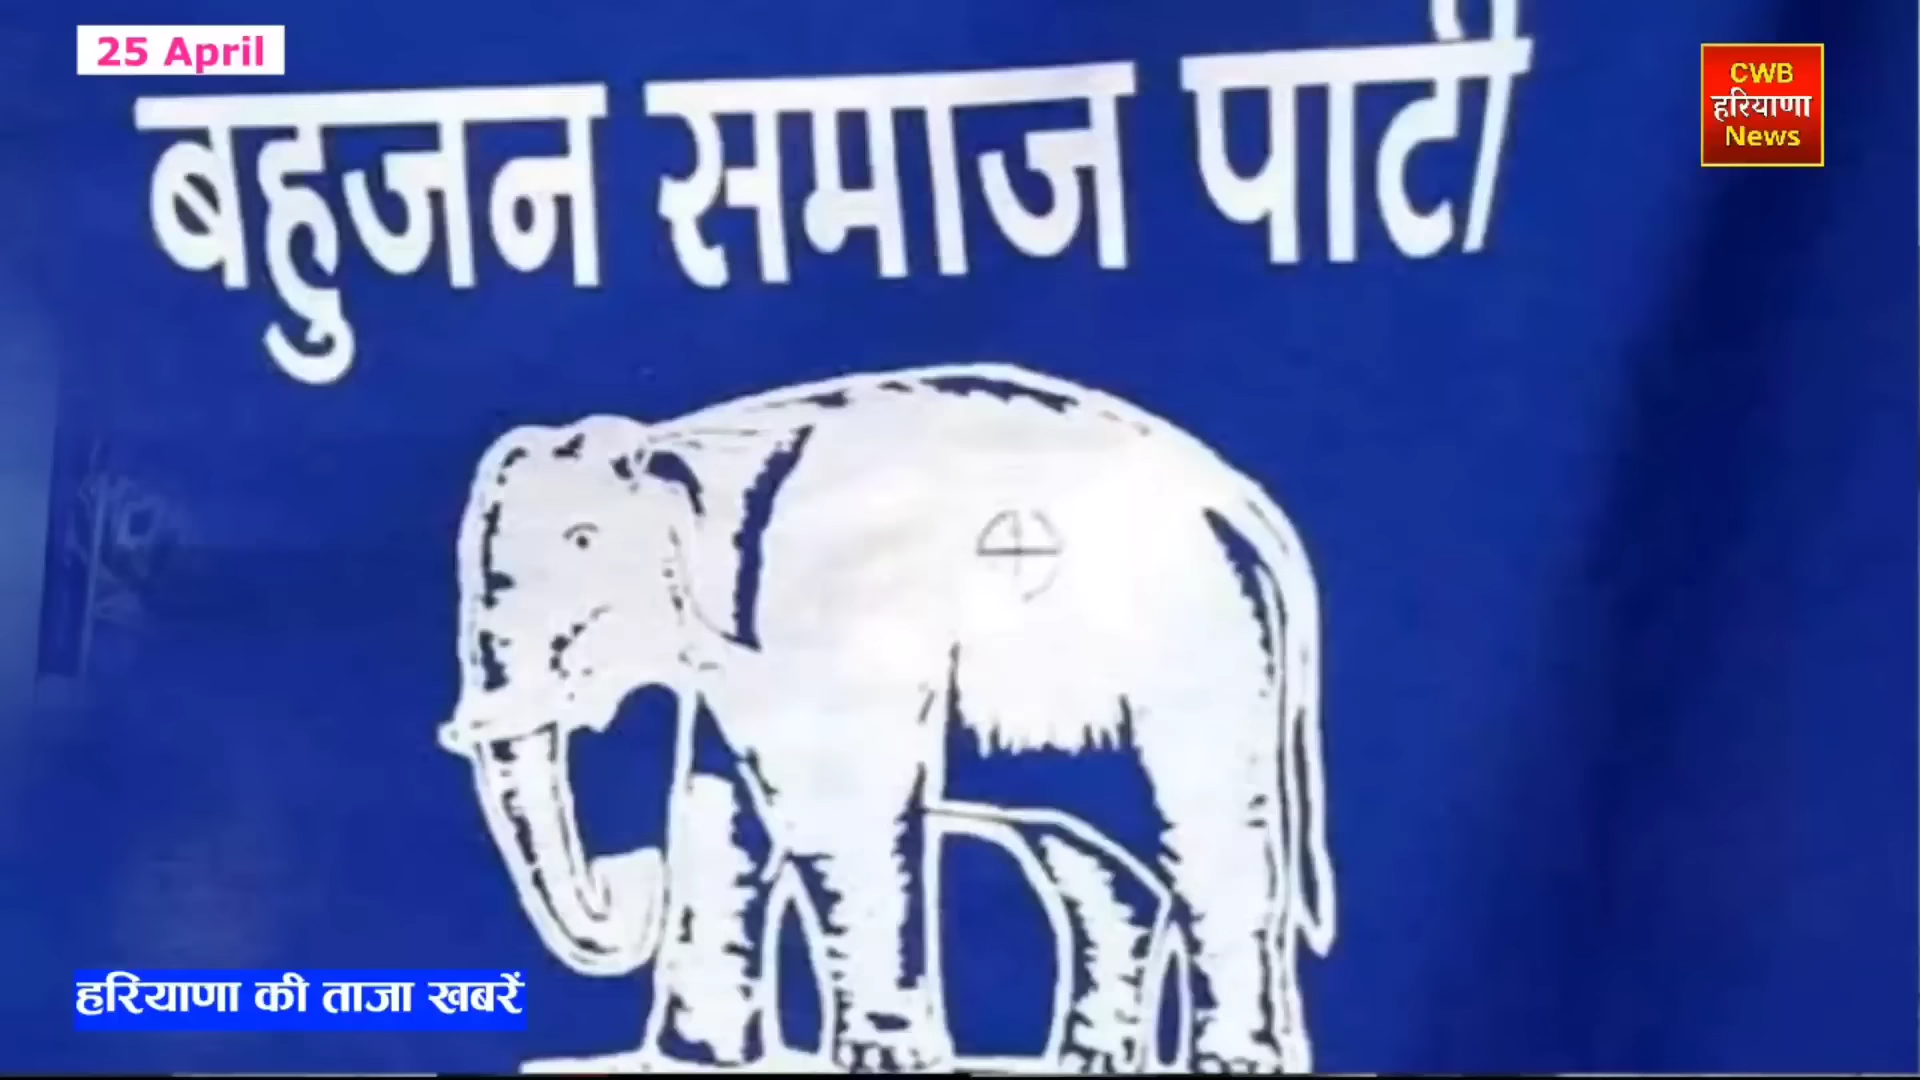 25 April
बहुजन समाज पार्टी
CWB
हरियाणा
News
हरियाणा की ताजा खबरें